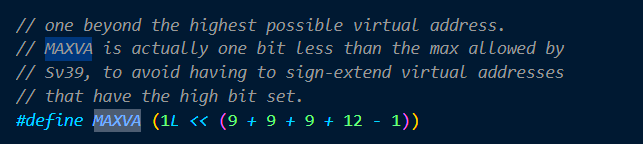 // one beyond the highest possible virtual address.
// MAXVA is actually one bit less than the max allowed by
// Sv39, to avoid having to sign-extend virtual addresses
// that have the high bit set.
#define MAXVA (1L << (9 + 9 + 9 + 12 - 1))